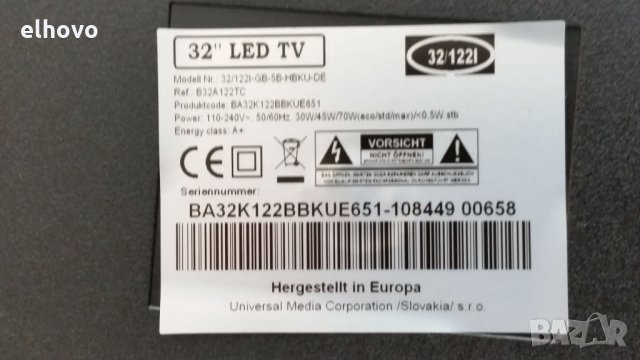 elhovo
32" LED TV
32/122I
Modell Nr.: 32/122I-GB-5B-HBKU-DE
Ref.: B32A122TC
Produktcode: BA32K122BBKUE651
Power: 110-240V~, 50/60Hz, 30W/45W/70W(eco/std/max)/<0.5W stb
Energy class: A+
CE
VORSICHT
NICHT ÖFFNEN!
Seriennummer:
BA32K122BBKUE651-108449 00658
Hergestellt in Europa
Universal Media Corporation /Slovakia/ s.r.o.
BAZAR